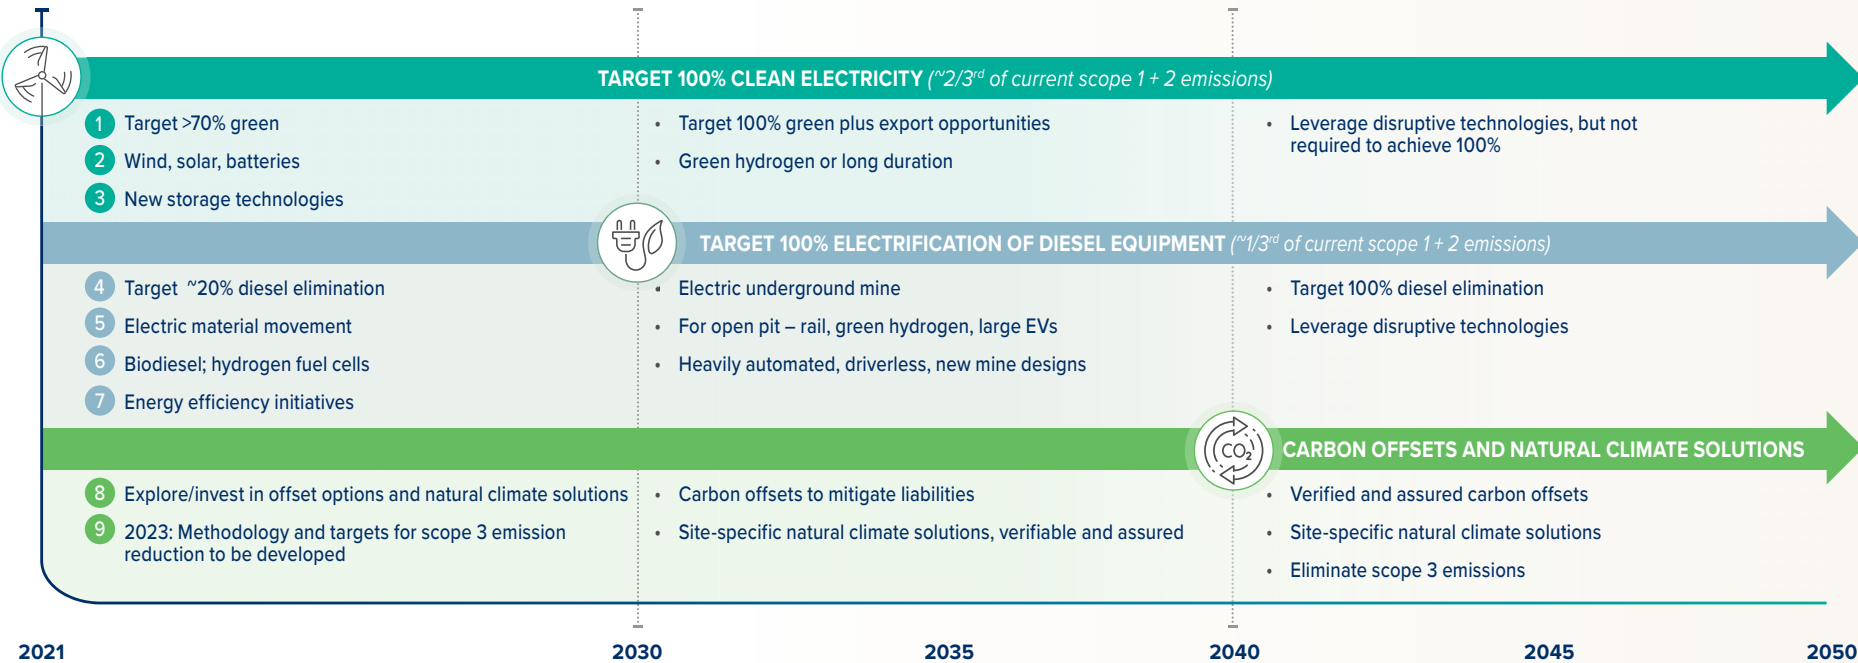 TARGET 100% CLEAN ELECTRICITY (~2/3rd of current scope 1 + 2 emissions)
1 Target >70% green
2 Wind, solar, batteries
3 New storage technologies
• Target 100% green plus export opportunities
• Green hydrogen or long duration
• Leverage disruptive technologies, but not
required to achieve 100%
TARGET 100% ELECTRIFICATION OF DIESEL EQUIPMENT (~1/3rd of current scope 1 + 2 emissions)
4 Target ~20% diesel elimination
5 Electric material movement
6 Biodiesel; hydrogen fuel cells
7 Energy efficiency initiatives
• Electric underground mine
• For open pit – rail, green hydrogen, large EVs
• Heavily automated, driverless, new mine designs
• Target 100% diesel elimination
• Leverage disruptive technologies
CO2
CARBON OFFSETS AND NATURAL CLIMATE SOLUTIONS
8 Explore/invest in offset options and natural climate solutions
9 2023: Methodology and targets for scope 3 emission
reduction to be developed
• Carbon offsets to mitigate liabilities
• Site-specific natural climate solutions, verifiable and assured
• Verified and assured carbon offsets
• Site-specific natural climate solutions
• Eliminate scope 3 emissions
2021 2030 2035 2040 2045 2050